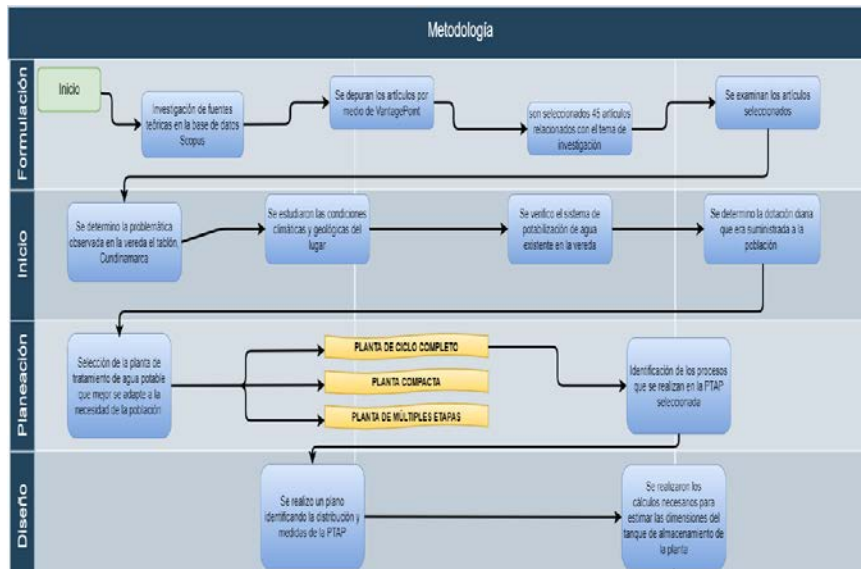 Metodología
Formulación
Inicio
Investigación de fuentes
teóricas en la base de datos
Scopus
Se depuran los artículos por
medio de VantagePoint
son seleccionados 45 artículos
relacionados con el tema de
investigación
Se examinan los artículos
seleccionados
Inicio
Se determino la problemática
observada en la vereda el tablón,
Cundinamarca
Se estudiaron las condiciones
climáticas y geológicas del
lugar
Se verifico el sistema de
potabilización de agua
existente en la vereda
Se determino la dotación diaria
que era suministrada a la
población
Planeación
Selección de la planta de
tratamiento de agua potable
que mejor se adapte a la
necesidad de la población
PLANTA DE CICLO COMPLETO
PLANTA COMPACTA
PLANTA DE MÚLTIPLES ETAPAS
Identificación de los procesos
que se realizan en la PTAP
seleccionada
Diseño
Se realizo un plano
identificando la distribución y
medidas de la PTAP
Se realizaron los
cálculos necesarios para
estimar las dimensiones del
tanque de almacenamiento de
la planta